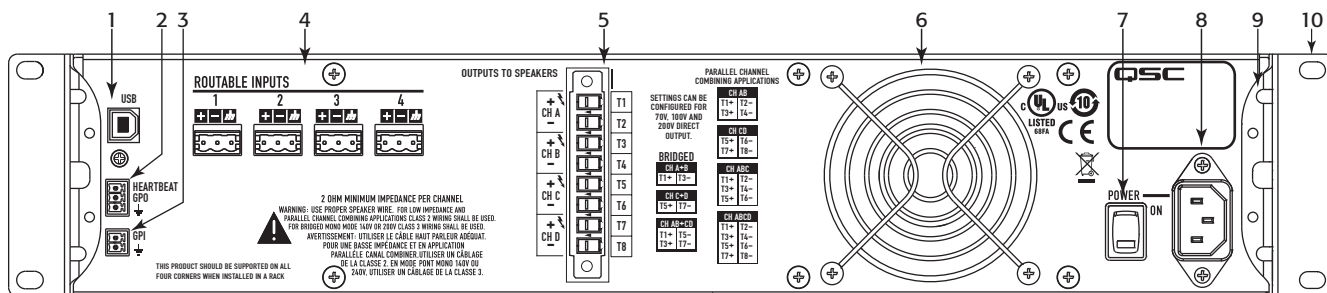 1 2 3 4 5 6 7 8 9 10
ROUTABLE INPUTS
1 2 3 4
+ − + − + − + −
USB
HEARTBEAT
GPO
GPI
THIS PRODUCT SHOULD BE SUPPORTED ON ALL
FOUR CORNERS WHEN INSTALLED IN A RACK
2 OHM MINIMUM IMPEDANCE PER CHANNEL
WARNING: USE PROPER SPEAKER WIRE. FOR LOW IMPEDANCE AND
PARALLEL CHANNEL COMBINING APPLICATIONS CLASS 2 WIRING SHALL BE USED.
FOR BRIDGED MONO MODE 140V OR 200V CLASS 3 WIRING SHALL BE USED.
AVERTISSEMENT: UTILISER LE CÂBLE HAUT PARLEUR ADÉQUAT.
POUR UNE BASSE IMPÉDANCE ET EN APPLICATION
PARALLÈLE CANAL COMBINER,UTILISER UN CÂBLAGE
DE LA CLASSE 2. EN MODE PONT MONO 140V OU
240V, UTILISER UN CÂBLAGE DE LA CLASSE 3.
OUTPUTS TO SPEAKERS
+ CH A −
+ CH B −
+ CH C −
+ CH D −
T1
T2
T3
T4
T5
T6
T7
T8
SETTINGS CAN BE
CONFIGURED FOR
70V, 100V AND
200V DIRECT
OUTPUT.
BRIDGED
CH A+B
T1+ T3−
CH C+D
T5+ T7−
CH AB+CD
T1+ T5−
T3+ T7−
PARALLEL CHANNEL
COMBINING APPLICATIONS
CH AB
T1+ T2−
T3+ T4−
CH CD
T5+ T6−
T7+ T8−
CH ABC
T1+ T2−
T3+ T4−
T5+ T6−
CH ABCD
T1+ T2−
T3+ T4−
T5+ T6−
T7+ T8−
C UL US
LISTED
68FA
10
CE
QSC
POWER
ON